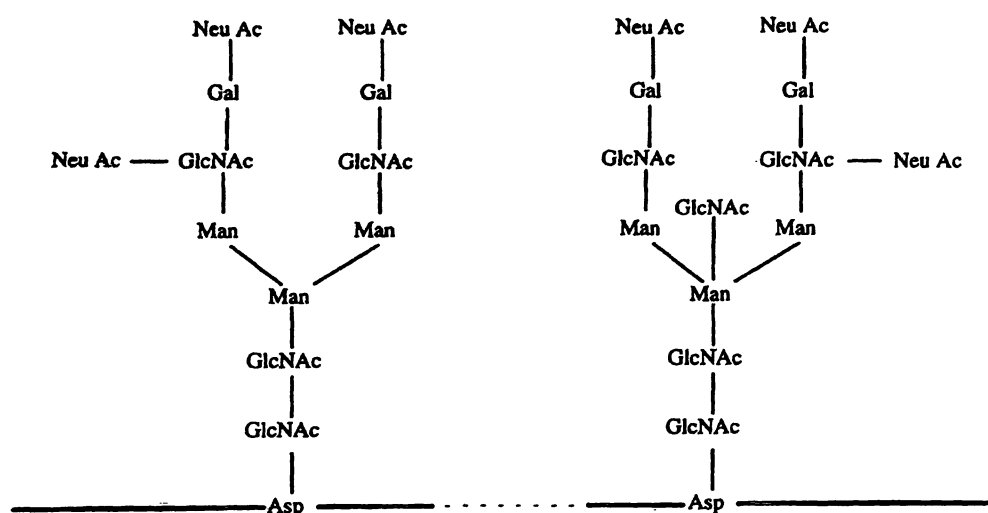 Neu Ac Neu Ac Neu Ac Neu Ac
Gal Gal Gal Gal
Neu Ac GlcNAc GlcNAc GlcNAc GlcNAc Neu Ac
GlcNAc
Man Man Man Man
Man Man
GlcNAc GlcNAc
GlcNAc GlcNAc
Asp Asp